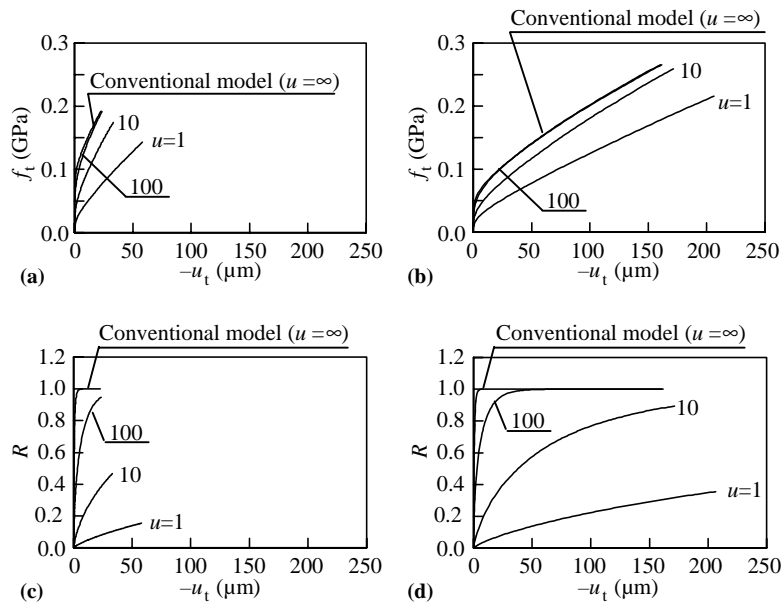 Conventional model (u = ∞)
0.3
0.2
0.1
0.0
f_t (GPa)
Conventional model (u = ∞)
10
u=1
100
0 50 100 150 200 250
–u_t (µm)
(a)
0.3
0.2
0.1
0.0
f_t (GPa)
10
u=1
100
0 50 100 150 200 250
–u_t (µm)
(b)
Conventional model (u = ∞)
1.2
1.0
0.8
0.6
0.4
0.2
0.0
R
100
10
u=1
0 50 100 150 200 250
–u_t (µm)
(c)
Conventional model (u = ∞)
1.2
1.0
0.8
0.6
0.4
0.2
0.0
R
100
10
u=1
0 50 100 150 200 250
–u_t (µm)
(d)